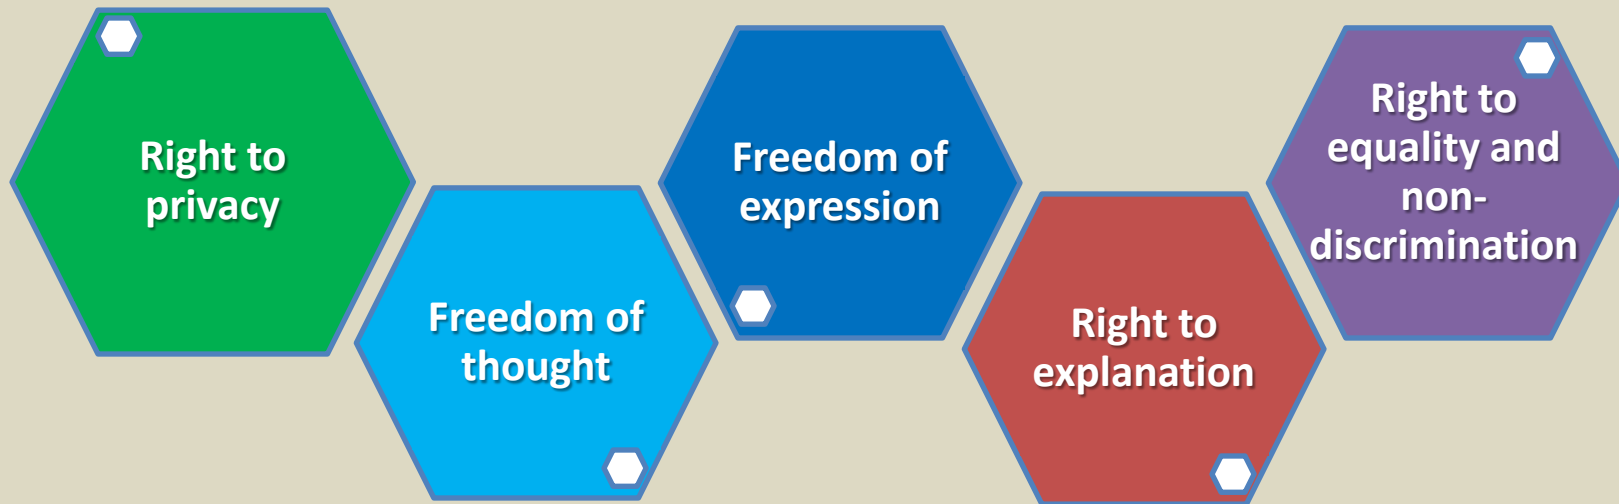 Right to
privacy
Freedom of
thought
Freedom of
expression
Right to
explanation
Right to
equality and
non-
discrimination